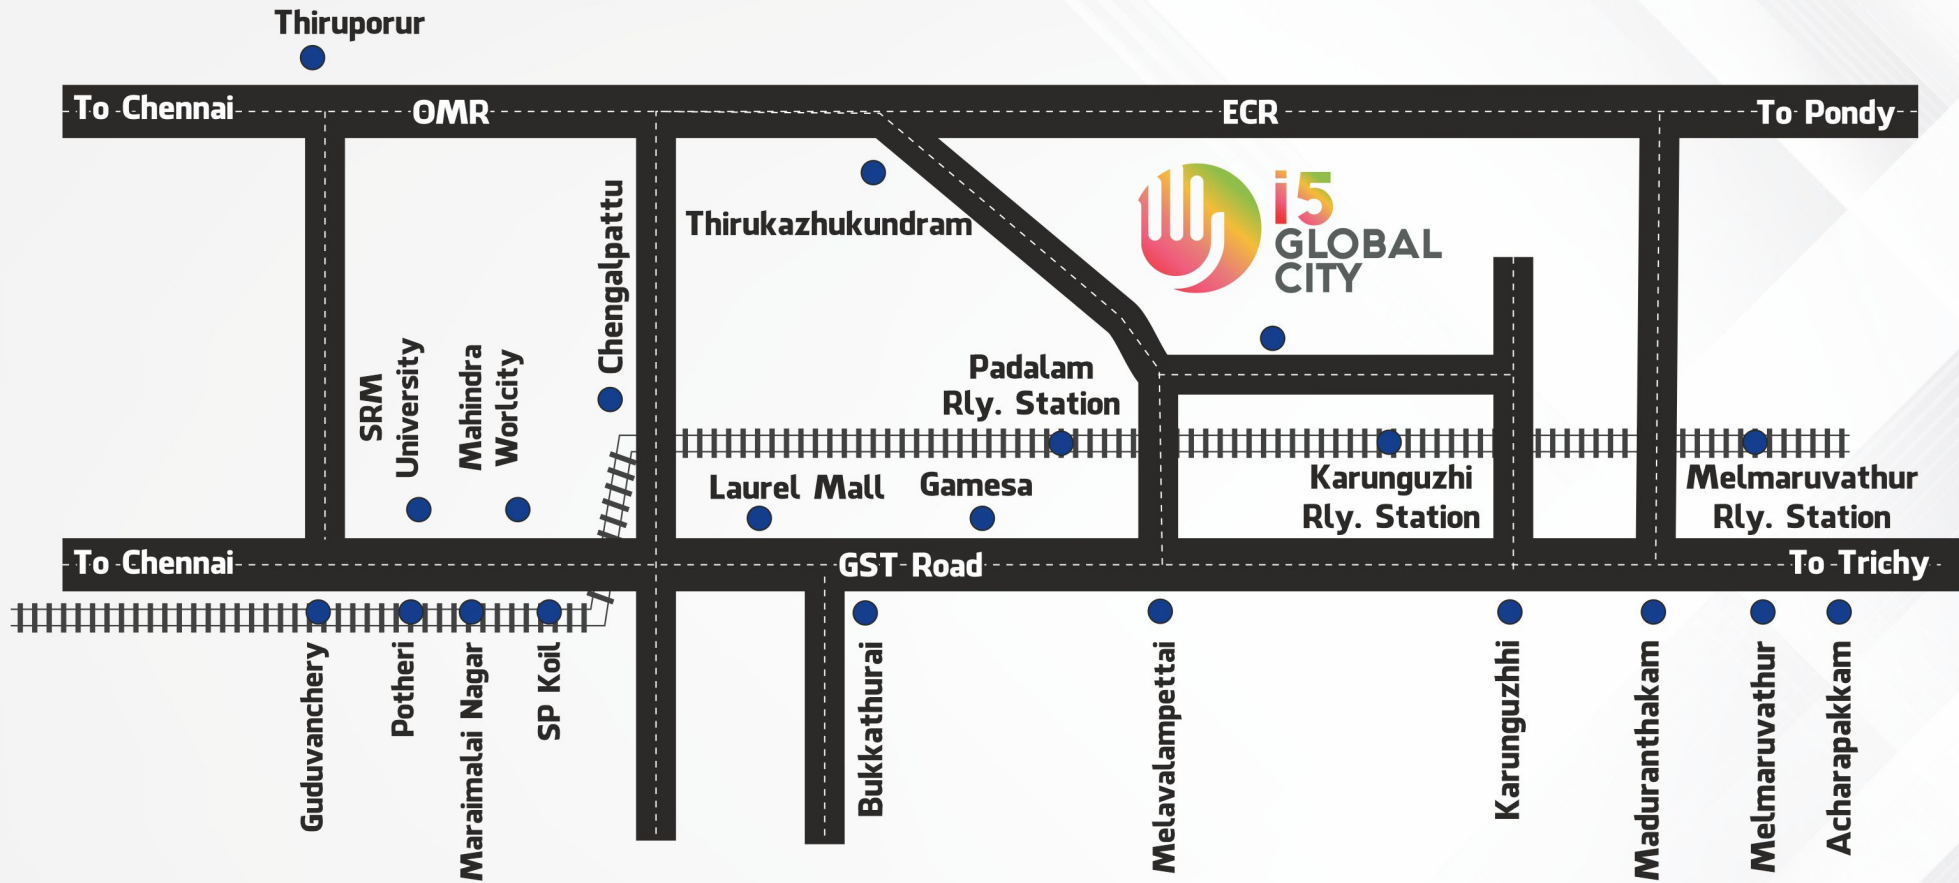 Thiruporur
To Chennai
OMR
ECR
To Pondy
Thirukazhukundram
i5
GLOBAL
CITY
Chengalpattu
SRM
University
Mahindra
Worlcity
Padalam
Rly. Station
Laurel Mall
Gamesa
Karunguzhi
Rly. Station
Melmaruvathur
Rly. Station
To Chennai
GST Road
To Trichy
Guduvanchery
Potheri
Maraimalai Nagar
SP Koil
Bukkathurai
Melavalampettai
Karunguzhhi
Maduranthakam
Melmaruvathur
Acharapakkam